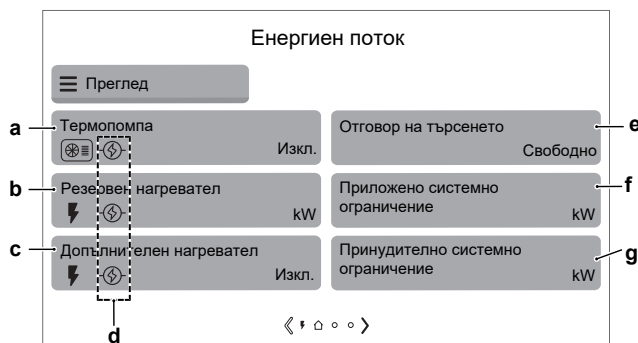 Енергиен поток
Преглед
a
Термопомпа
Изкл.
Отговор на търсенето
Свободно
e
b
Резервен нагревател
kW
Приложено системно
ограничение
kW
f
c
Допълнителен нагревател
Изкл.
Принудително системно
ограничение
kW
g
d